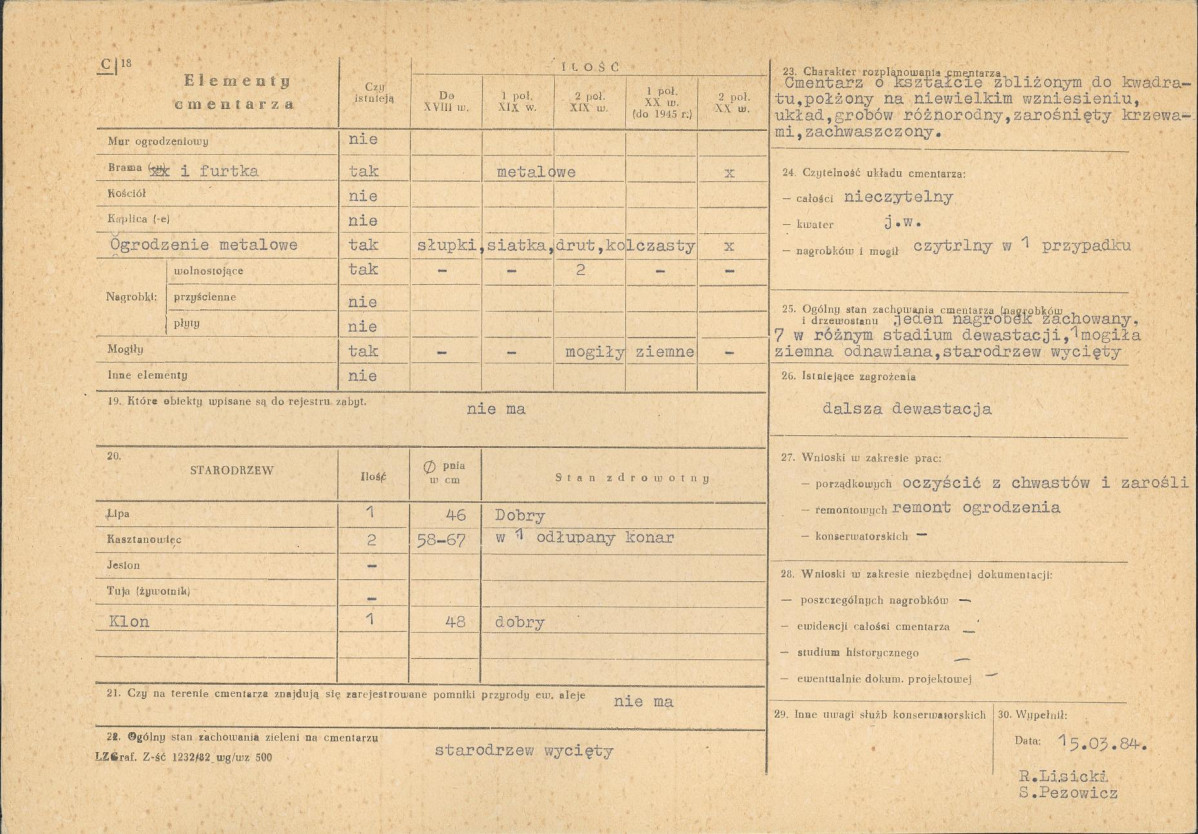 C 18
Elementy
cmentarza
Czy
istnieją
IŁOŚĆ
Do
XVIII w.
1 poł.
XIX w.
2 poł.
XIX w.
1 poł.
XX w.
(do 1945 r.)
2 poł.
XX w.
Mur ogrodzeniowy nie
Brama (-y) xx i furtka tak metalowe x
Kościół nie
Kaplica (-e) nie
Ogrodzenie metalowe tak słupki,siatka,drut,kolczasty x
Nagrobki:
wolnostojące tak – – 2 – –
przyścienne nie
płyty nie
Mogiły tak – – mogiły ziemne –
Inne elementy nie
19. Które obiekty wpisane są do rejestru. zabyt. nie ma
20.
STARODRZEW
Ilość
∅ pnia
w cm
Stan zdrowotny
Lipa 1 46 Dobry
Kasztanowiec 2 58-67 w 1 odłupany konar
Jesion –
Tuja (żywotnik) –
Klon 1 48 dobry
21. Czy na terenie cmentarza znajdują się zarejestrowane pomniki przyrody ew. aleje nie ma
22. Ogólny stan zachowania zieleni na cmentarzu starodrzew wycięty
LZGraf. Z-ść 1232/82 wg/wz 500
23. Charakter rozplanowania cmentarza
Cmentarz o kształcie zbliżonym do kwadra-
tu,położony na niewielkim wzniesieniu,
układ,grobów różnorodny,zarośnięty krzewa-
mi,zachwaszczony.
24. Czytelność układu cmentarza:
— całości nieczytelny
— kwater j.w.
— nagrobków i mogił czytrlny w 1 przypadku
25. Ogólny stan zachowania cmentarza (nagrobków
i drzewostanu jeden nagrobek zachowany,
7 w różnym stadium dewastacji,1mogiła
ziemna odnawiana,starodrzew wycięty
26. Istniejące zagrożenia
dalsza dewastacja
27. Wnioski w zakresie prac:
— porządkowych oczyścić z chwastów i zarośli
— remontowych remont ogrodzenia
— konserwatorskich –
28. Wnioski w zakresie niezbędnej dokumentacji:
— poszczególnych nagrobków –
— ewidencji całości cmentarza –
— studium historycznego –
— ewentualnie dokum. projektowej –
29. Inne uwagi służb konserwatorskich
30. Wypełnił:
Data: 15.03.84.
R.Lisicki
S.Pezowicz